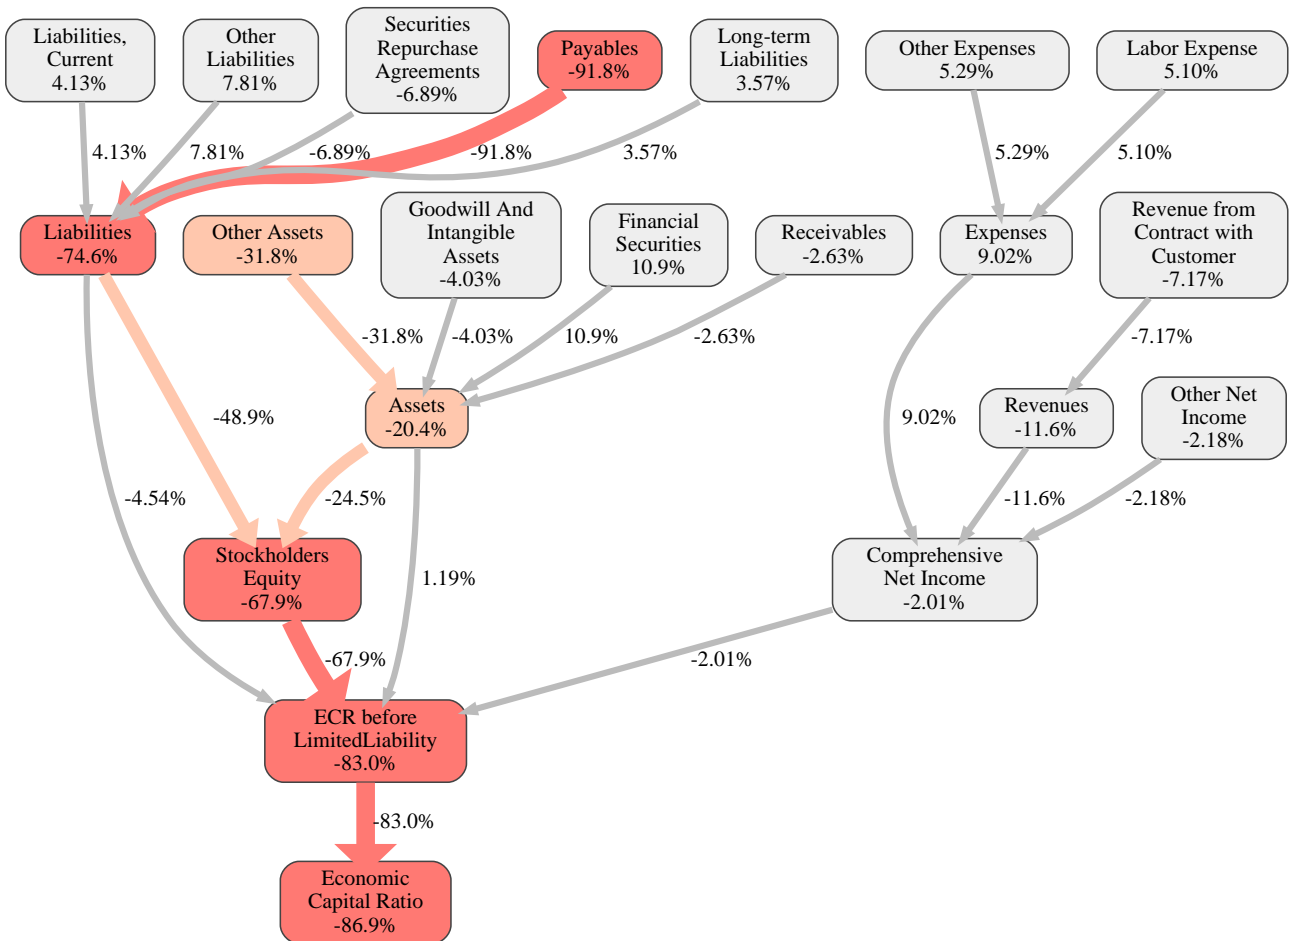 Liabilities,
Current
4.13%
Other
Liabilities
7.81%
Securities
Repurchase
Agreements
-6.89%
Payables
-91.8%
Long-term
Liabilities
3.57%
Other Expenses
5.29%
Labor Expense
5.10%
4.13%
7.81%
-6.89%
-91.8%
3.57%
5.29%
5.10%
Liabilities
-74.6%
Other Assets
-31.8%
Goodwill And
Intangible
Assets
-4.03%
Financial
Securities
10.9%
Receivables
-2.63%
Expenses
9.02%
Revenue from
Contract with
Customer
-7.17%
-31.8%
-4.03%
10.9%
-2.63%
-7.17%
-48.9%
Assets
-20.4%
9.02%
Revenues
-11.6%
Other Net
Income
-2.18%
-4.54%
-24.5%
-11.6%
-2.18%
Stockholders
Equity
-67.9%
1.19%
Comprehensive
Net Income
-2.01%
-67.9%
-2.01%
ECR before
LimitedLiability
-83.0%
-83.0%
Economic
Capital Ratio
-86.9%